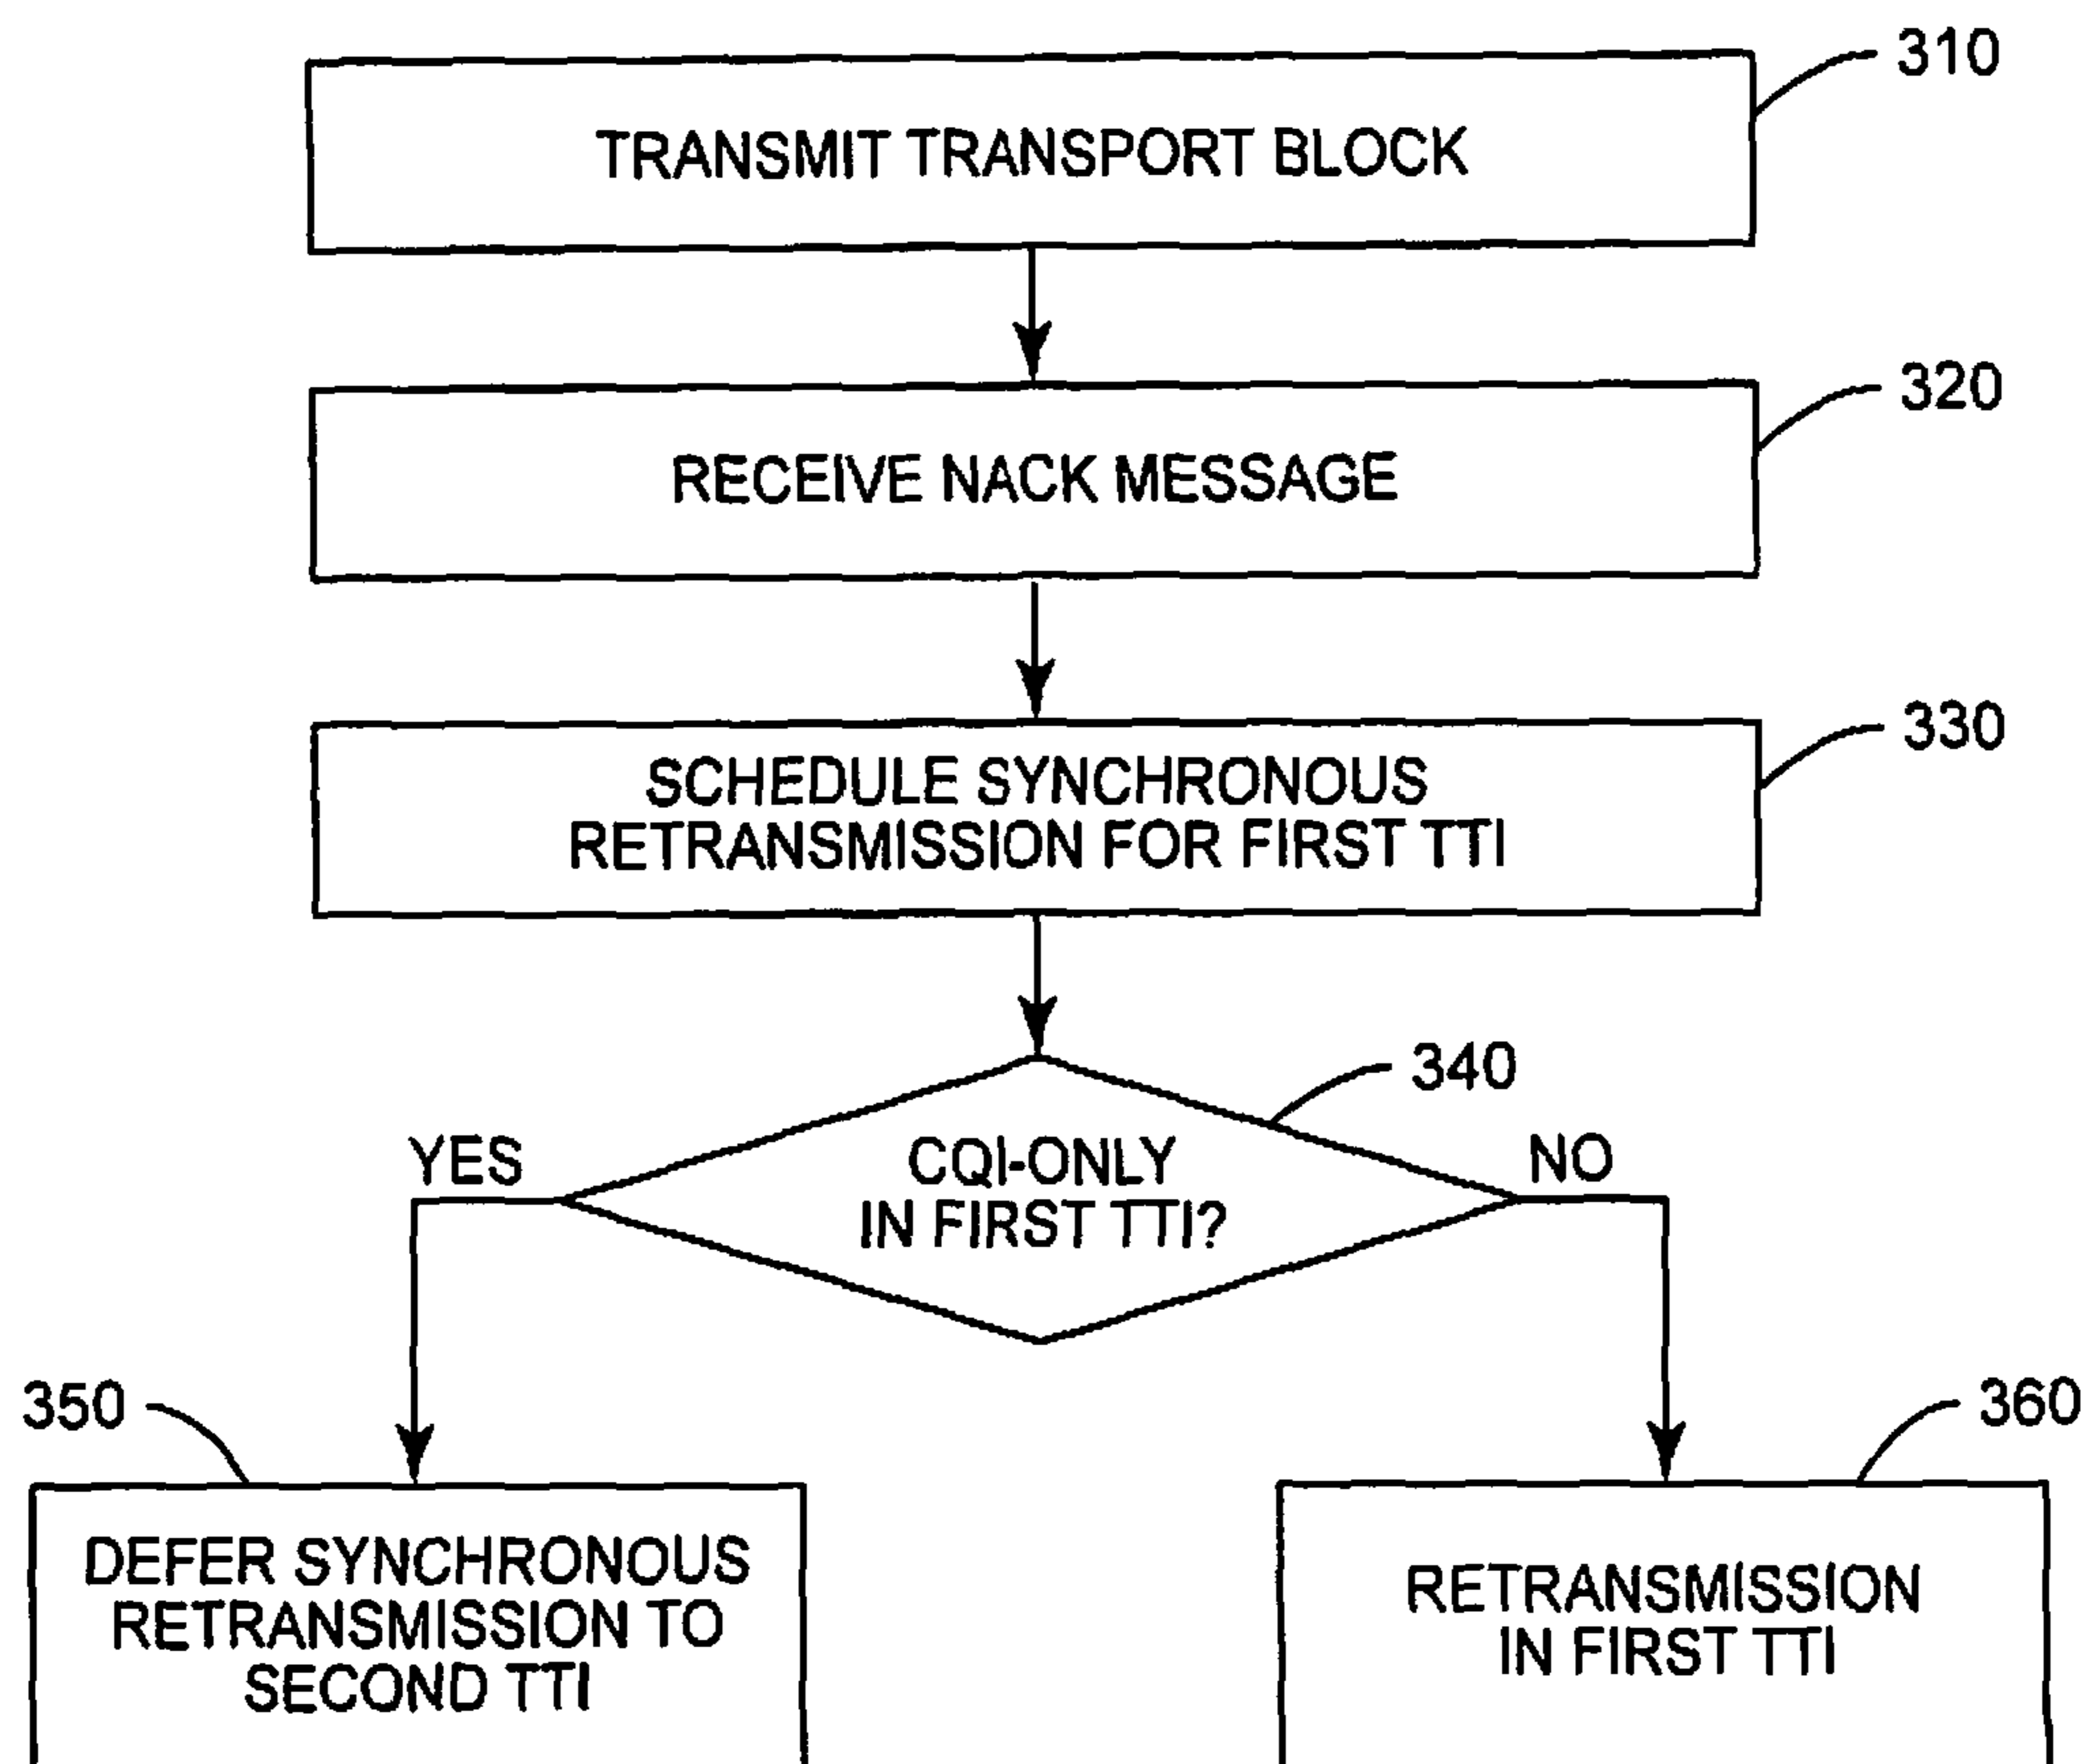 310
TRANSMIT TRANSPORT BLOCK
320
RECEIVE NACK MESSAGE
330
SCHEDULE SYNCHRONOUS
RETRANSMISSION FOR FIRST TTI
340
YES
CQI-ONLY
IN FIRST TTI?
NO
350
360
DEFER SYNCHRONOUS
RETRANSMISSION TO
SECOND TTI
RETRANSMISSION
IN FIRST TTI